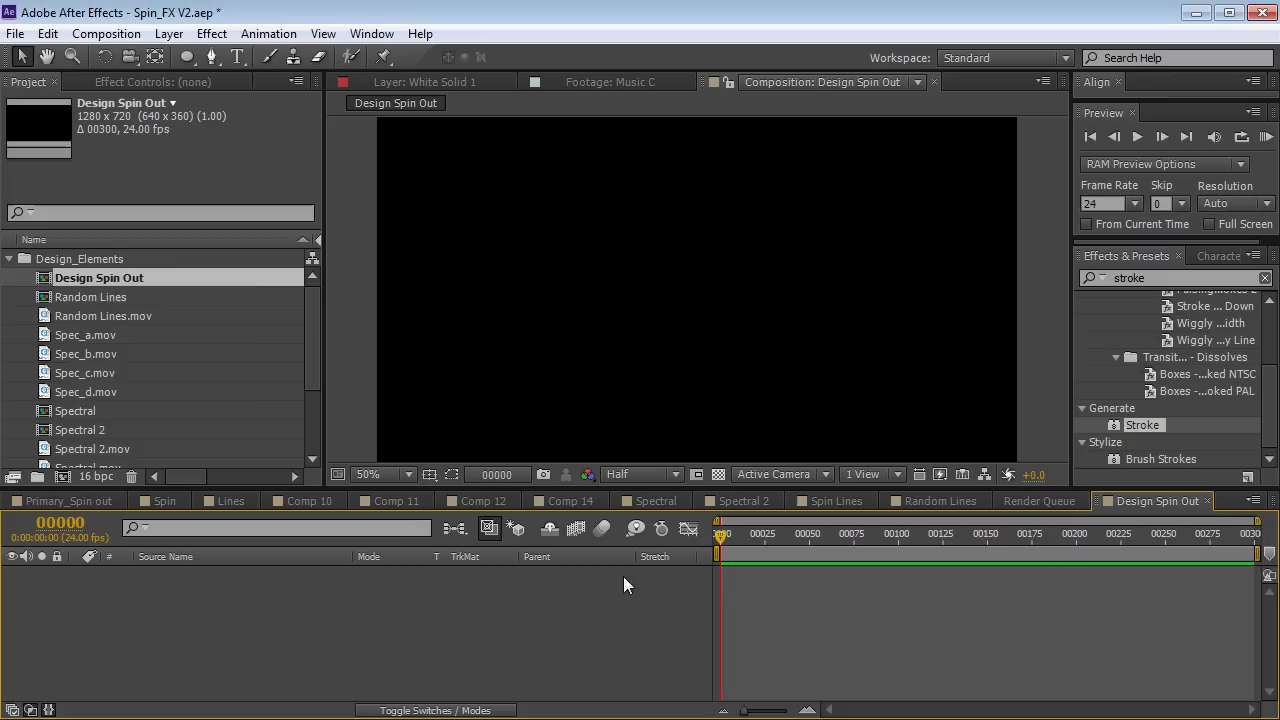 Adobe After Effects - Spin_FX V2.aep *
File Edit Composition Layer Effect Animation View Window Help
Workspace: Standard Search Help
Project Effect Controls: (none) Layer: White Solid 1 Footage: Music C Composition: Design Spin Out Align
Design Spin Out
1280 x 720 (640 x 360) (1.00)
Δ 00300, 24.00 fps
Design Spin Out
Preview
RAM Preview Options
Frame Rate Skip Resolution
24 0 Auto
From Current Time Full Screen
Name
Design_Elements
Design Spin Out
Random Lines
Random Lines.mov
Spec_a.mov
Spec_b.mov
Spec_c.mov
Spec_d.mov
Spectral
Spectral 2
Spectral 2.mov
Effects & Presets Characte
stroke
Stroke ... Down
Wiggly ...idth
Wiggly ...y Line
Transit... - Dissolves
Boxes -...ked NTSC
Boxes -...oked PAL
Generate
Stroke
Stylize
Brush Strokes
16 bpc
50% 00000 Half Active Camera 1 View +0.0
Primary_Spin out Spin Lines Comp 10 Comp 11 Comp 12 Comp 14 Spectral Spectral 2 Spin Lines Random Lines Render Queue Design Spin Out
00000
0:00:00:00 (24.00 fps)
00025 00050 00075 00100 00125 00150 00175 00200 00225 00250 00275 0030
# Source Name Mode T TrkMat Parent Stretch
Toggle Switches / Modes